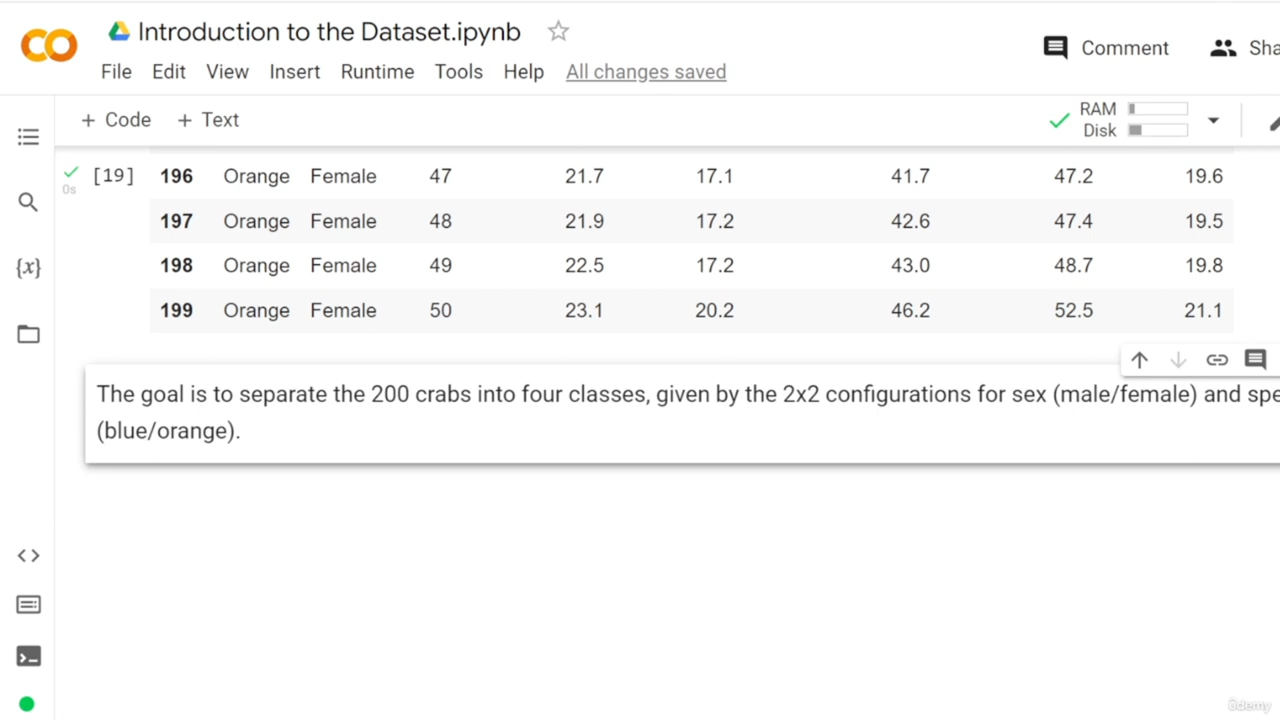 Introduction to the Dataset.ipynb
Comment
File Edit View Insert Runtime Tools Help All changes saved
+ Code + Text
RAM
Disk
[19] 196 Orange Female 47 21.7 17.1 41.7 47.2 19.6
0s
197 Orange Female 48 21.9 17.2 42.6 47.4 19.5
198 Orange Female 49 22.5 17.2 43.0 48.7 19.8
199 Orange Female 50 23.1 20.2 46.2 52.5 21.1
{x}
The goal is to separate the 200 crabs into four classes, given by the 2x2 configurations for sex (male/female) and spe
(blue/orange).
ûdemy